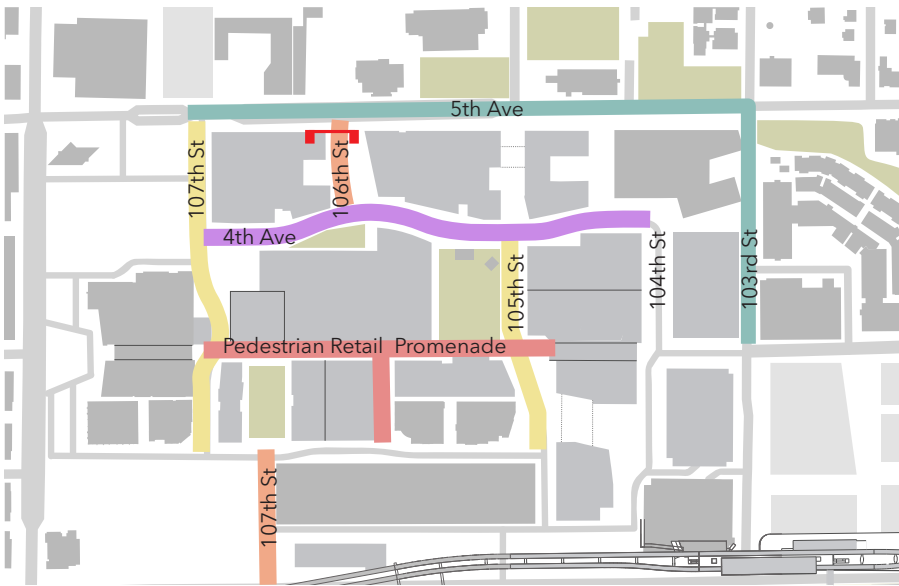 5th Ave
107th St
106th St
4th Ave
104th St
103rd St
105th St
Pedestrian Retail Promenade
107th St